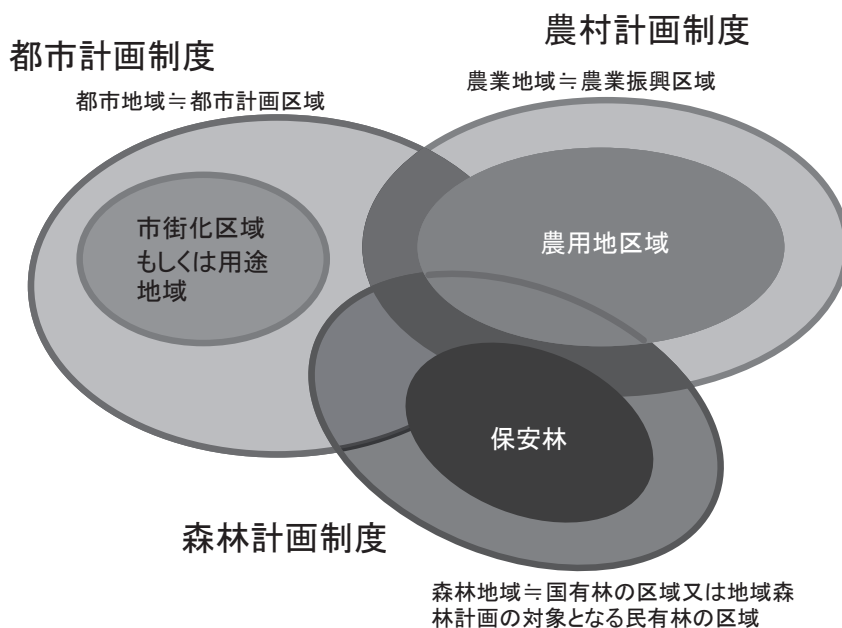 農村計画制度
都市計画制度
農業地域≒農業振興区域
都市地域≒都市計画区域
市街化区域
もしくは用途
地域
農用地区域
保安林
森林計画制度
森林地域≒国有林の区域又は地域森
林計画の対象となる民有林の区域